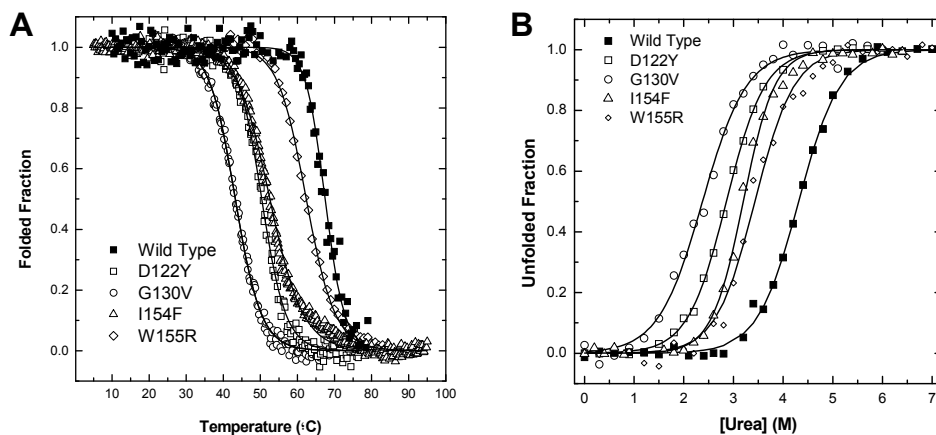 A
1.0
0.8
0.6
0.4
0.2
0.0
Folded Fraction
Wild Type
D122Y
G130V
I154F
W155R
10 20 30 40 50 60 70 80 90 100
Temperature (°C)
B
1.0
0.8
0.6
0.4
0.2
0.0
Unfolded Fraction
Wild Type
D122Y
G130V
I154F
W155R
0 1 2 3 4 5 6 7
[Urea] (M)